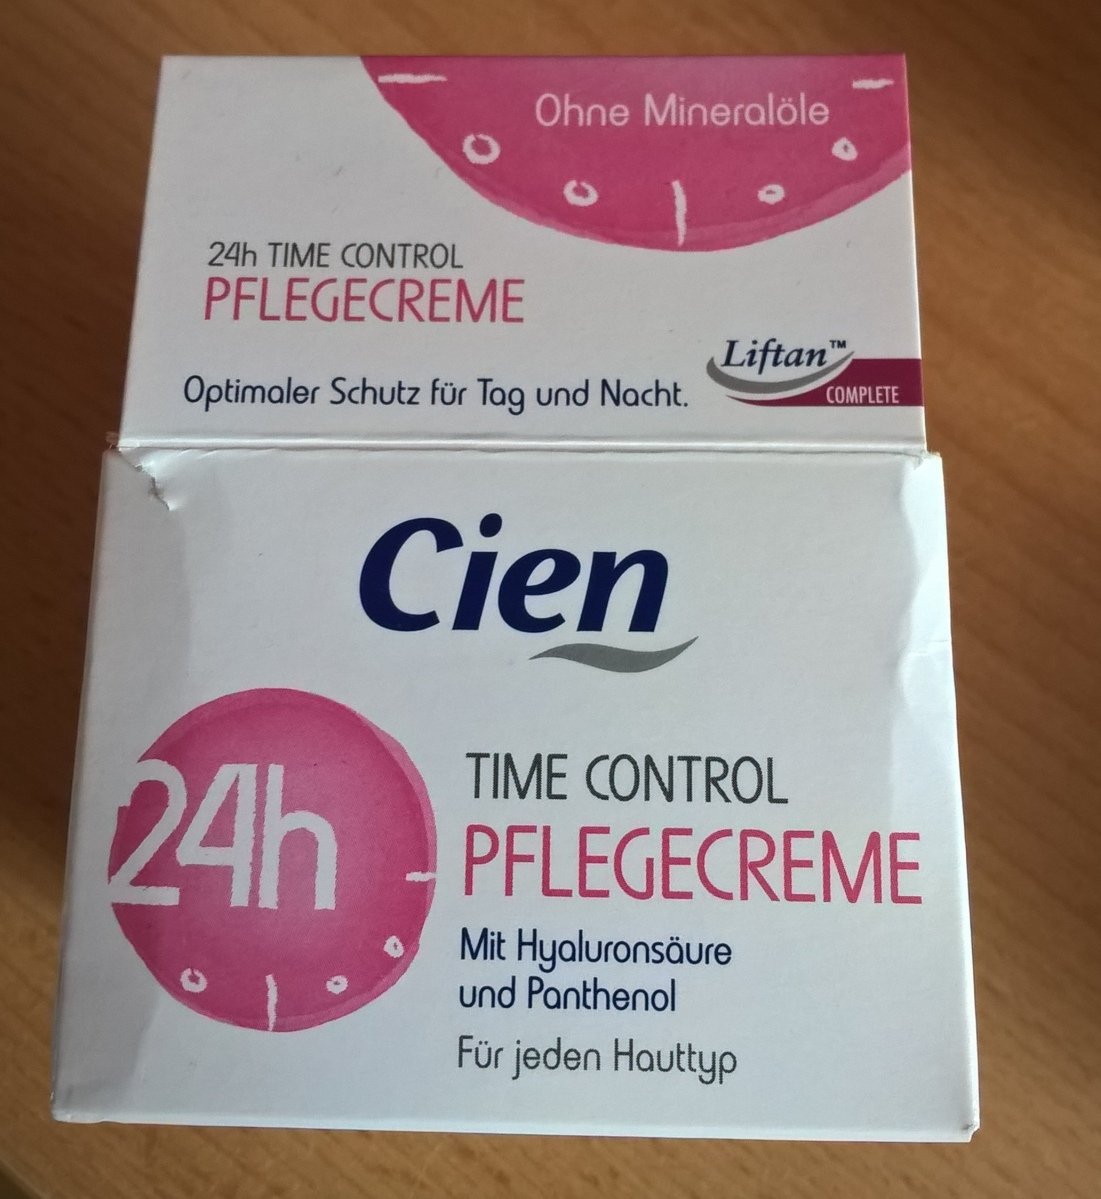 Ohne Mineralöle
24h TIME CONTROL
PFLEGECREME
Liftan™
COMPLETE
Optimaler Schutz für Tag und Nacht.
Cien
24h
TIME CONTROL
PFLEGECREME
Mit Hyaluronsäure
und Panthenol
Für jeden Hauttyp